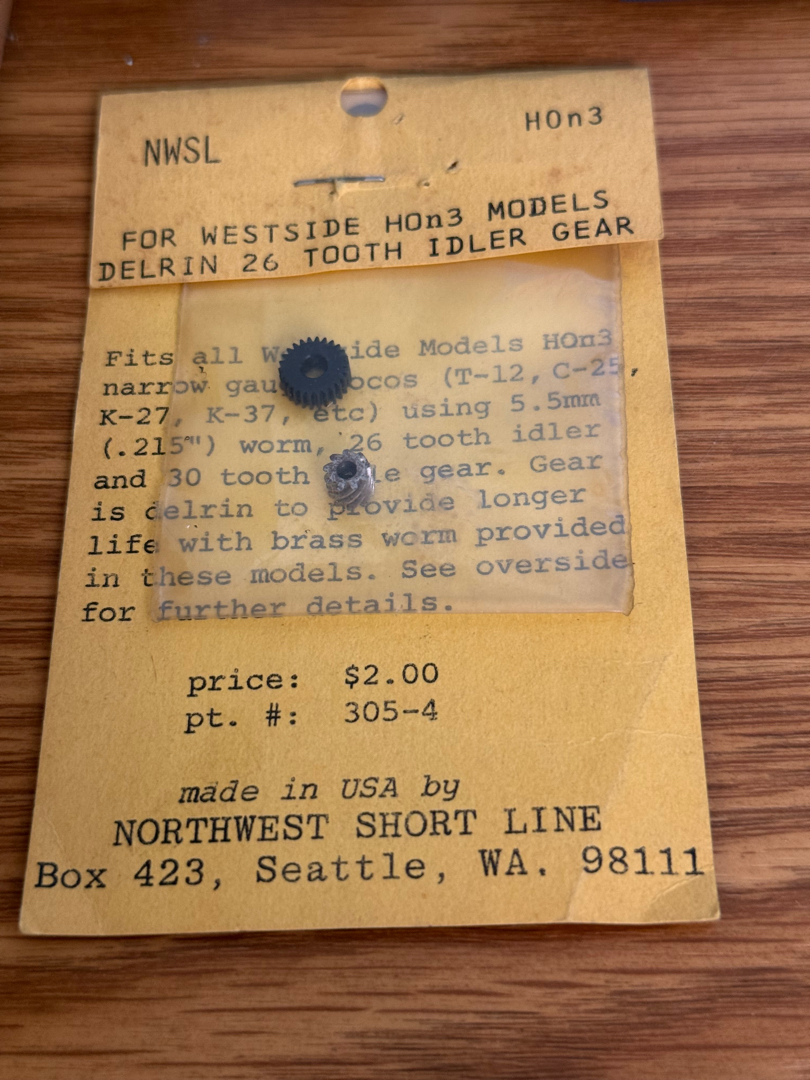 NWSL
HOn3
FOR WESTSIDE HOn3 MODELS
DELRIN 26 TOOTH IDLER GEAR
Fits all W side Models HOn3
narrow gau ocos (T-12, C-25,
K-27, K-37, etc) using 5.5mm
(.215") worm, 26 tooth idler
and 30 tooth le gear. Gear
is delrin to provide longer
life with brass worm provided
in these models. See overside
for further details.
price: $2.00
pt. #: 305-4
made in USA by
NORTHWEST SHORT LINE
Box 423, Seattle, WA. 98111